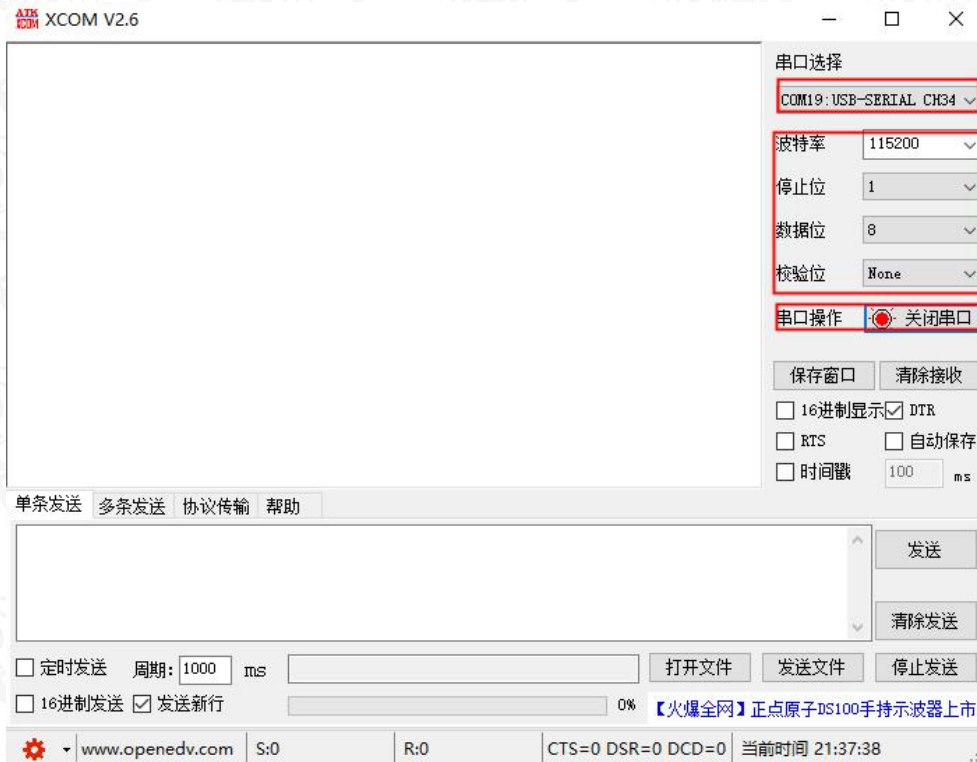 ATK XCOM XCOM V2.6
串口选择
COM19:USB-SERIAL CH34
波特率 115200
停止位 1
数据位 8
校验位 None
串口操作 关闭串口
保存窗口 清除接收
16进制显示 DTR
RTS 自动保存
时间戳 100 ms
单条发送 多条发送 协议传输 帮助
发送
清除发送
定时发送 周期: 1000 ms 打开文件 发送文件 停止发送
16进制发送 发送新行 0% 【火爆全网】正点原子DS100手持示波器上市
www.openedv.com S:0 R:0 CTS=0 DSR=0 DCD=0 当前时间 21:37:38